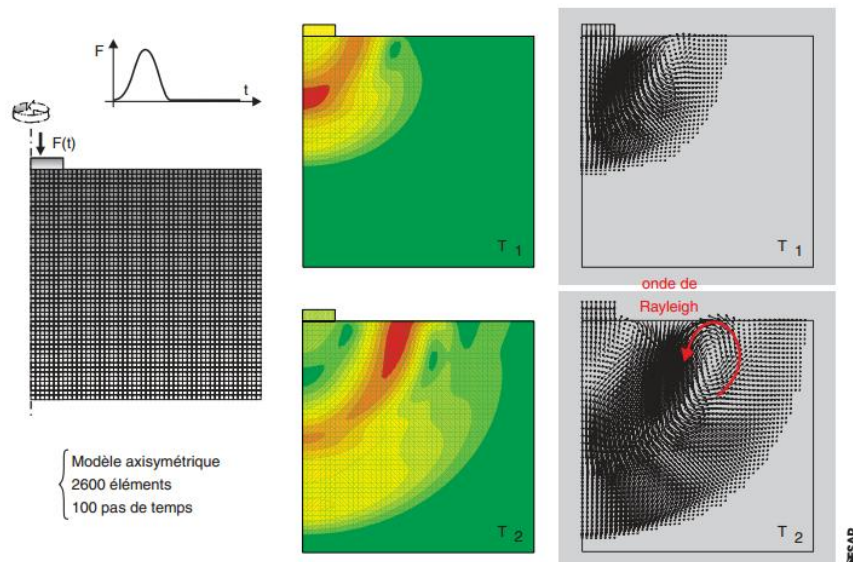 F
t
F(t)
Modèle axisymétrique
2600 éléments
100 pas de temps
T 1
T 1
onde de
Rayleigh
T 2
T 2